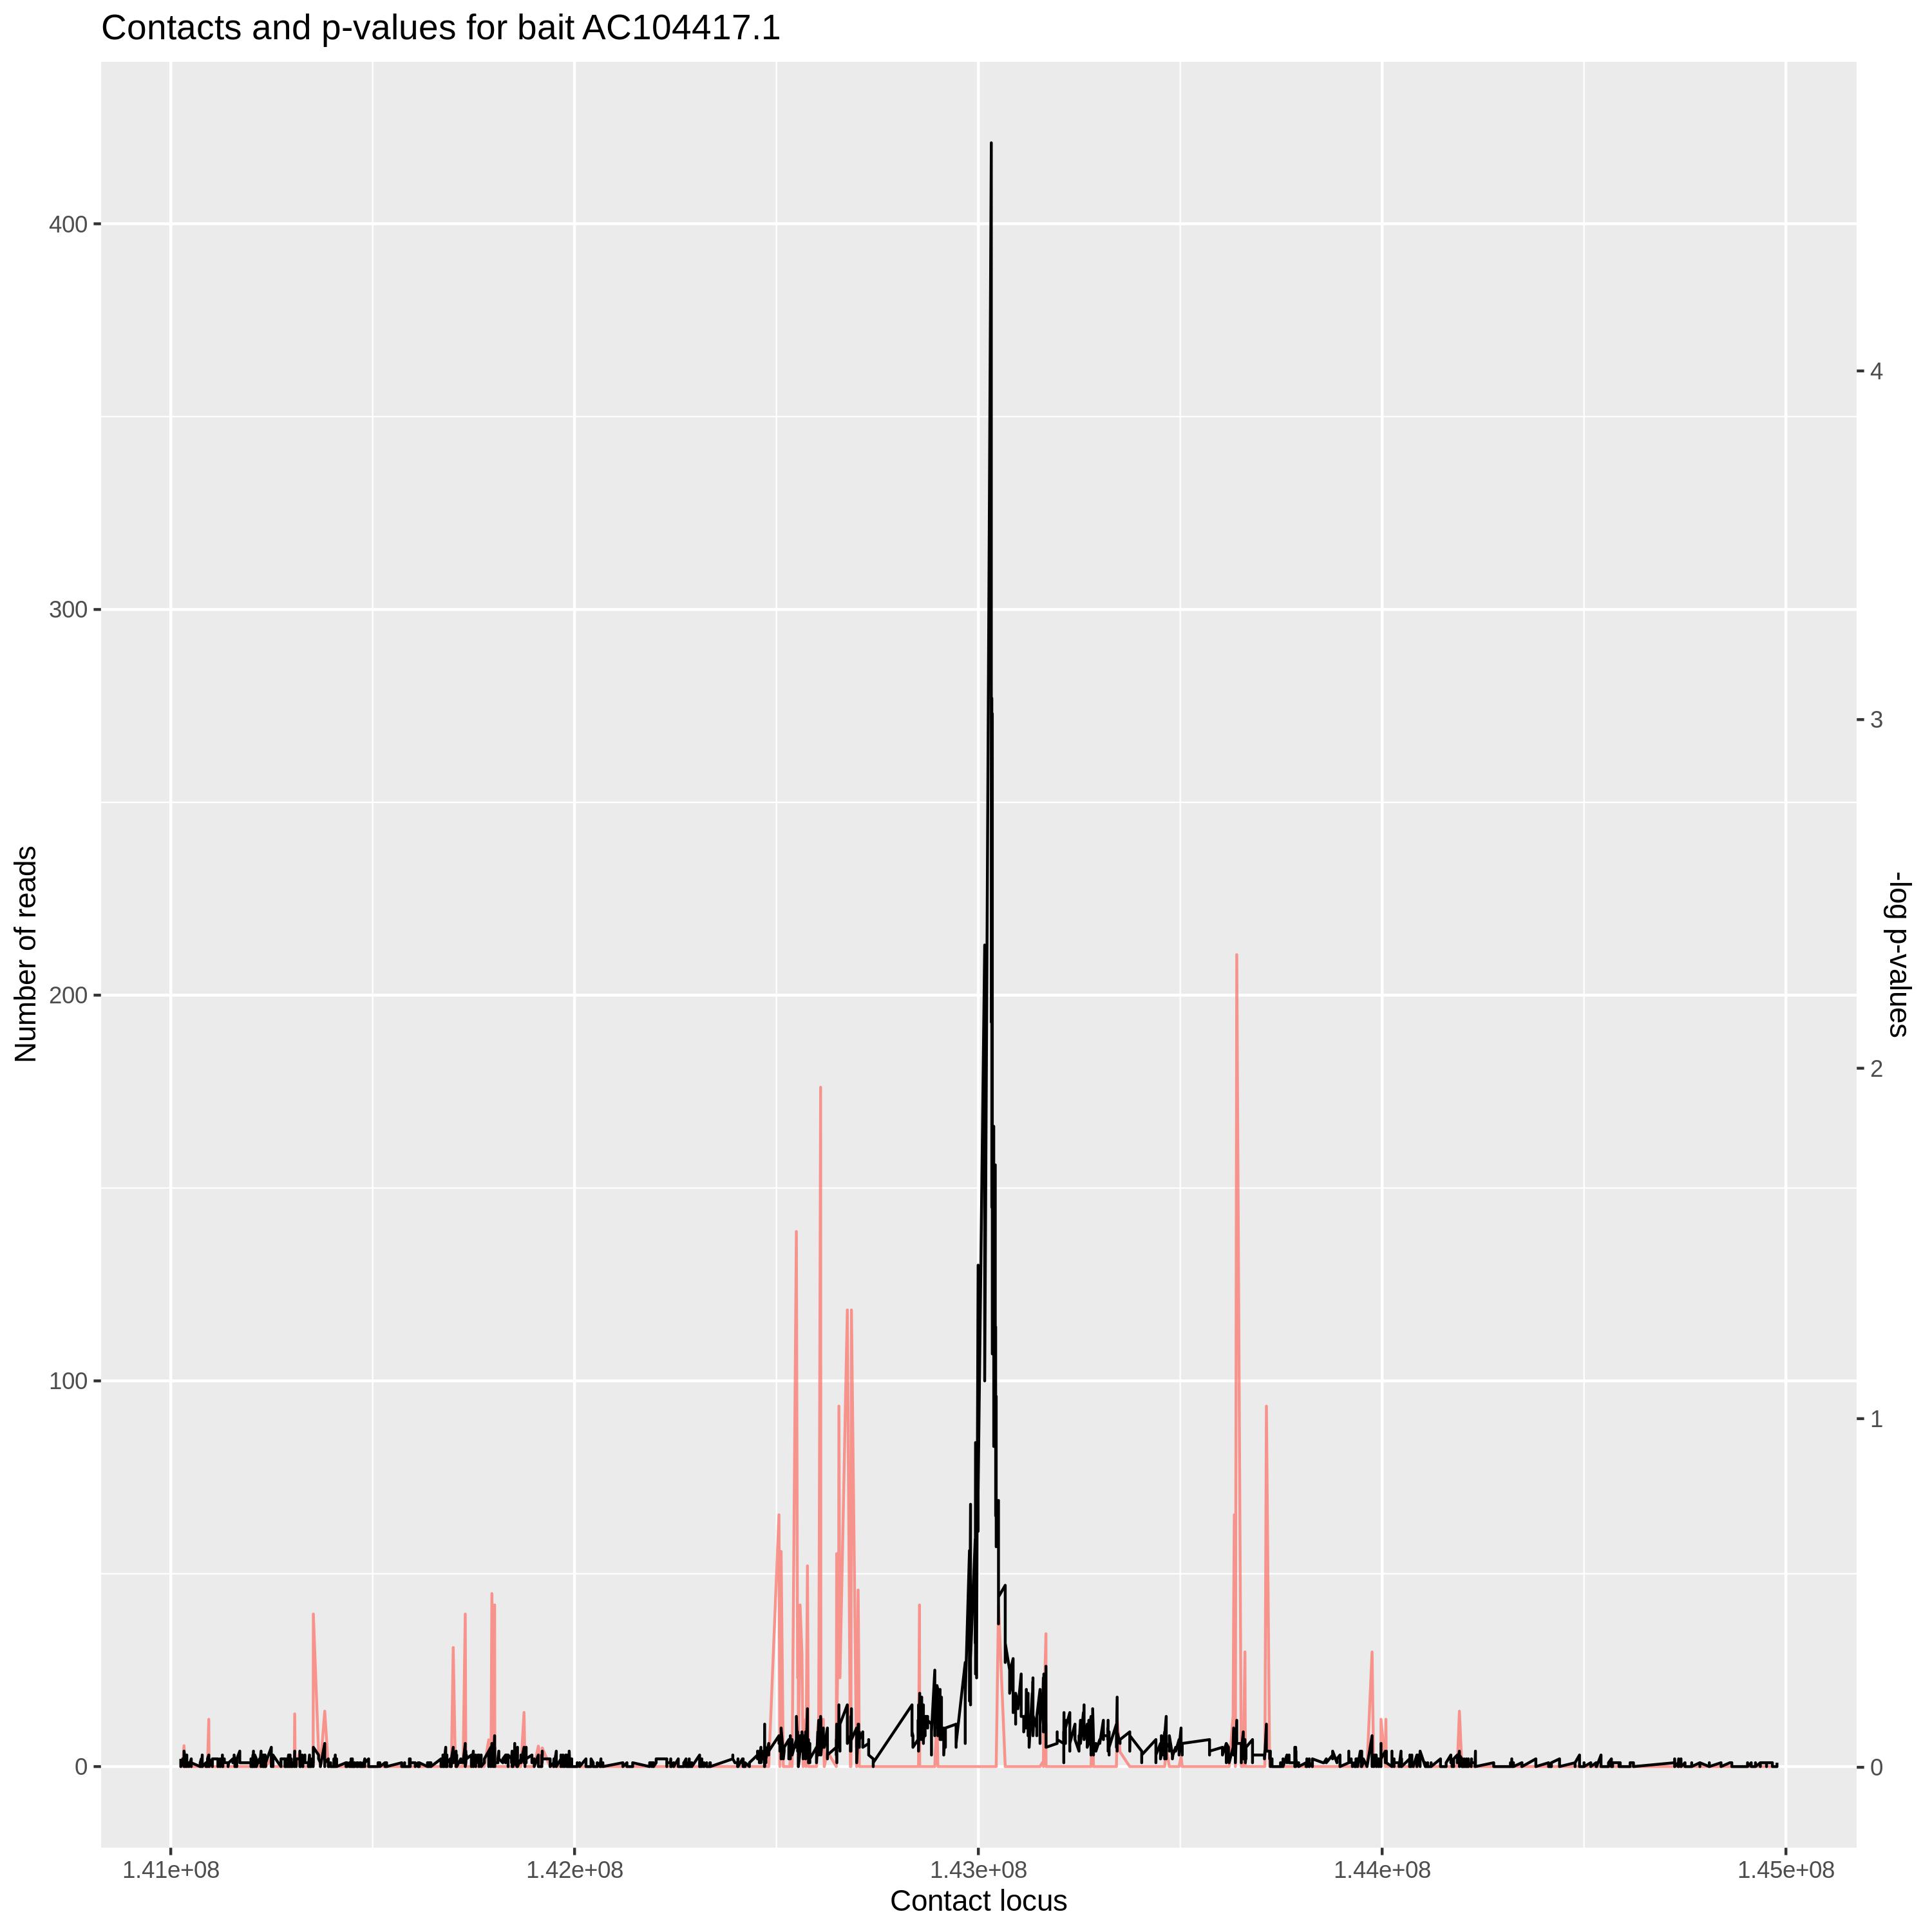 Contacts and p-values for bait AC104417.1
400
300
200
100
0
Number of reads
4
3
2
1
0
-log p-values
1.41e+08
1.42e+08
1.43e+08
1.44e+08
1.45e+08
Contact locus